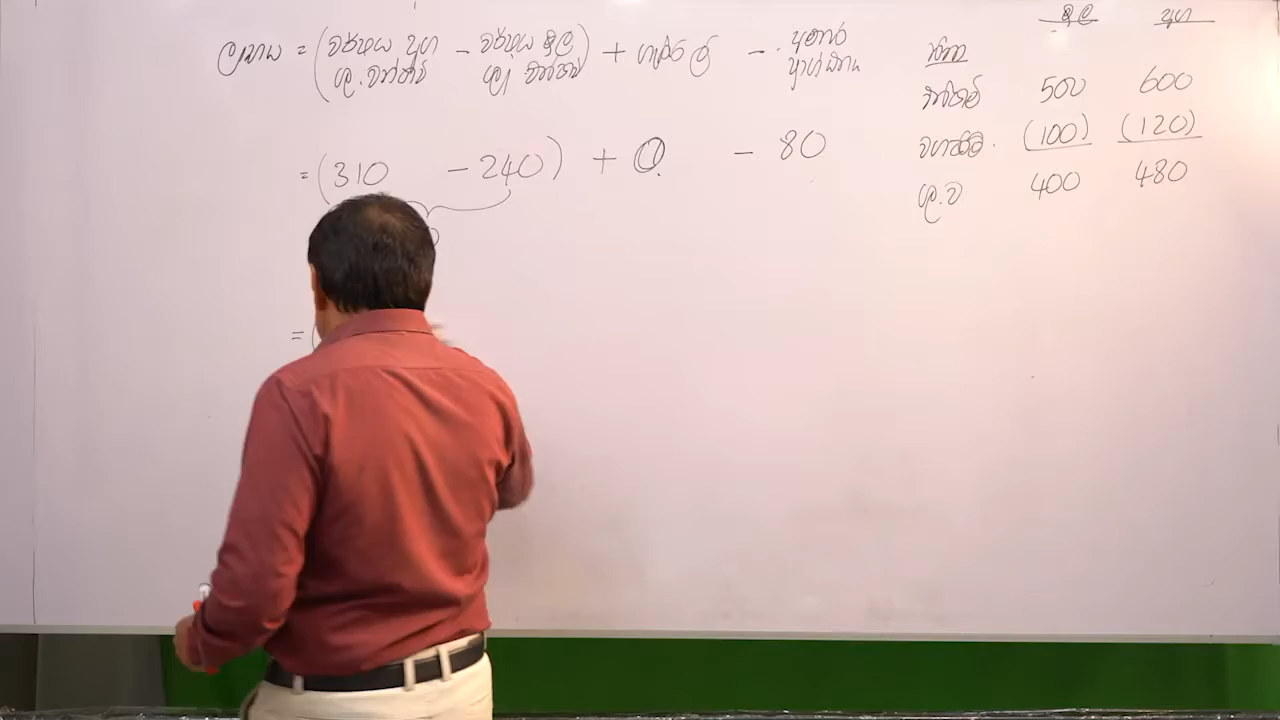 ලාභය = (වර්ෂය අග - වර්ෂය මුල) + ගැනිලි - අමතර
ශු. වත්කම් ශු. වත්කම් ප්‍රාග්ධනය
= (310 - 240) + 0 - 80
=(
මුල අග
වත්කම් 500 600
වගකීම් (100) (120)
ශු.ව 400 480